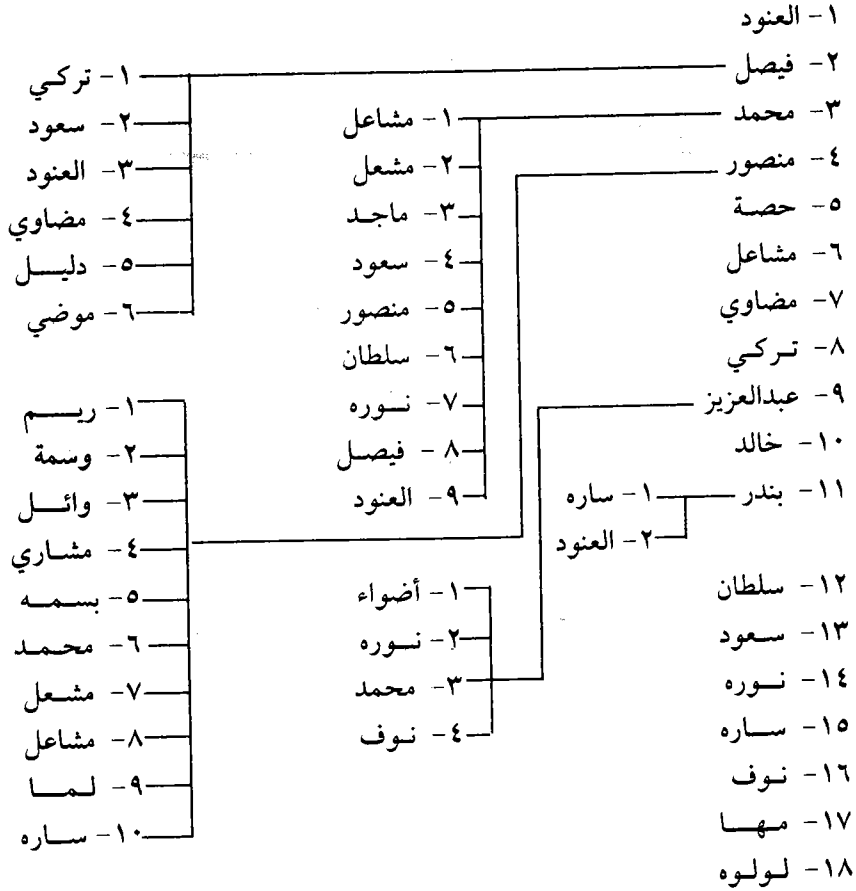 ١- العنود
٢- فيصل
٣- محمد
٤- منصور
٥- حصة
٦- مشاعل
٧- مضاوي
٨- تركي
٩- عبدالعزيز
١٠- خالد
١١- بندر
١٢- سلطان
١٣- سعود
١٤- نوره
١٥- ساره
١٦- نوف
١٧- مها
١٨- لولوه
١- مشاعل
٢- مشعل
٣- ماجد
٤- سعود
٥- منصور
٦- سلطان
٧- نوره
٨- فيصل
٩- العنود
١- ساره
٢- العنود
١- أضواء
٢- نوره
٣- محمد
٤- نوف
١- تركي
٢- سعود
٣- العنود
٤- مضاوي
٥- دليل
٦- موضي
١- ريم
٢- وسمة
٣- وائل
٤- مشاري
٥- بسمه
٦- محمد
٧- مشعل
٨- مشاعل
٩- لما
١٠- ساره